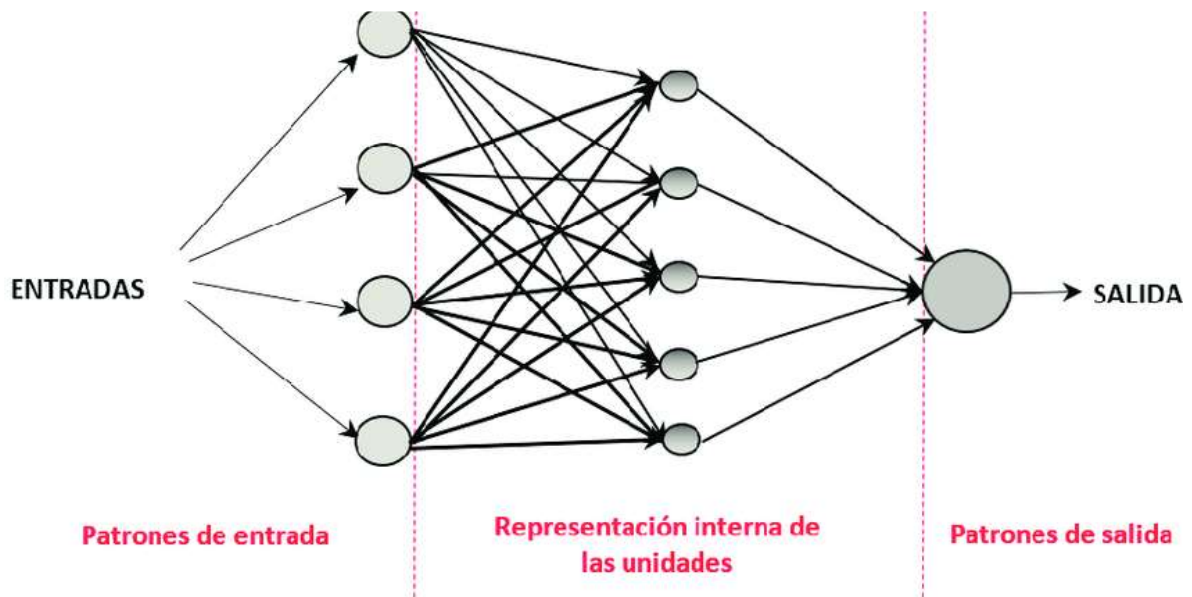 ENTRADAS
SALIDA
Patrones de entrada
Representación interna de
las unidades
Patrones de salida